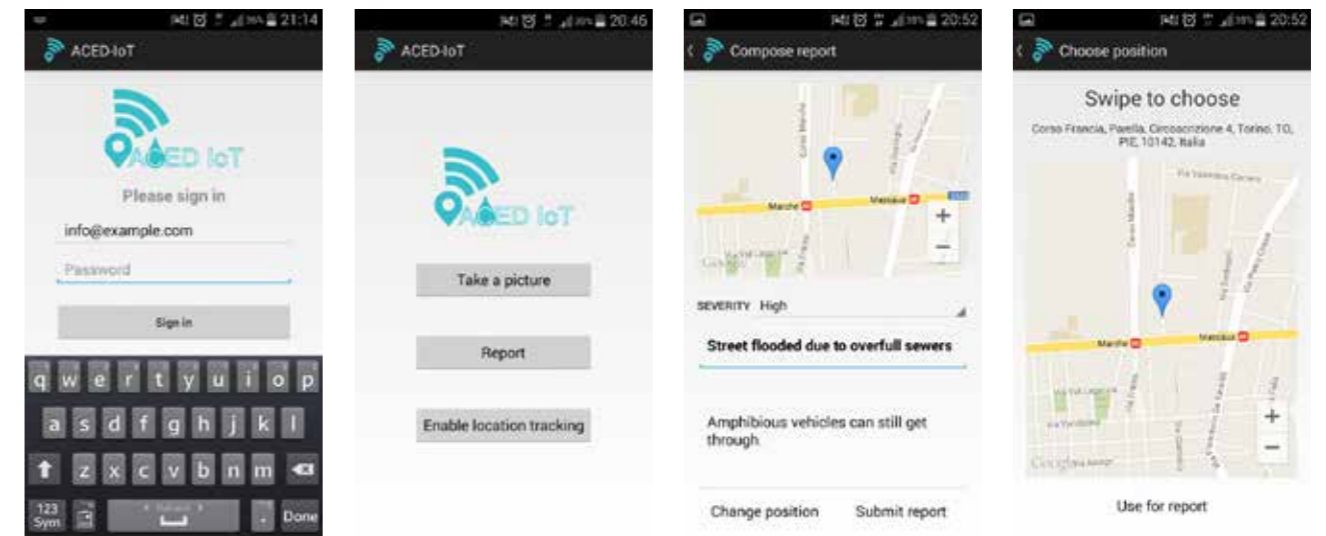 21:14
ACED-IoT
ACED IoT
Please sign in
info@example.com
Password
Sign in
q w e r t y u i o p
a s d f g h j k l
z x c v b n m
123
Sym
. Done
20:46
ACED-IoT
ACED IoT
Take a picture
Report
Enable location tracking
20:52
Compose report
Corso Marche
Marche
Massaua
+
−
SEVERITY High
Street flooded due to overfull sewers
Amphibious vehicles can still get
through.
Change position Submit report
20:52
Choose position
Swipe to choose
Corso Francia, Parella, Circoscrizione 4, Torino, TO,
PIE, 10142, Italia
Corso Marche
Marche
Massaua
+
−
Google
Use for report